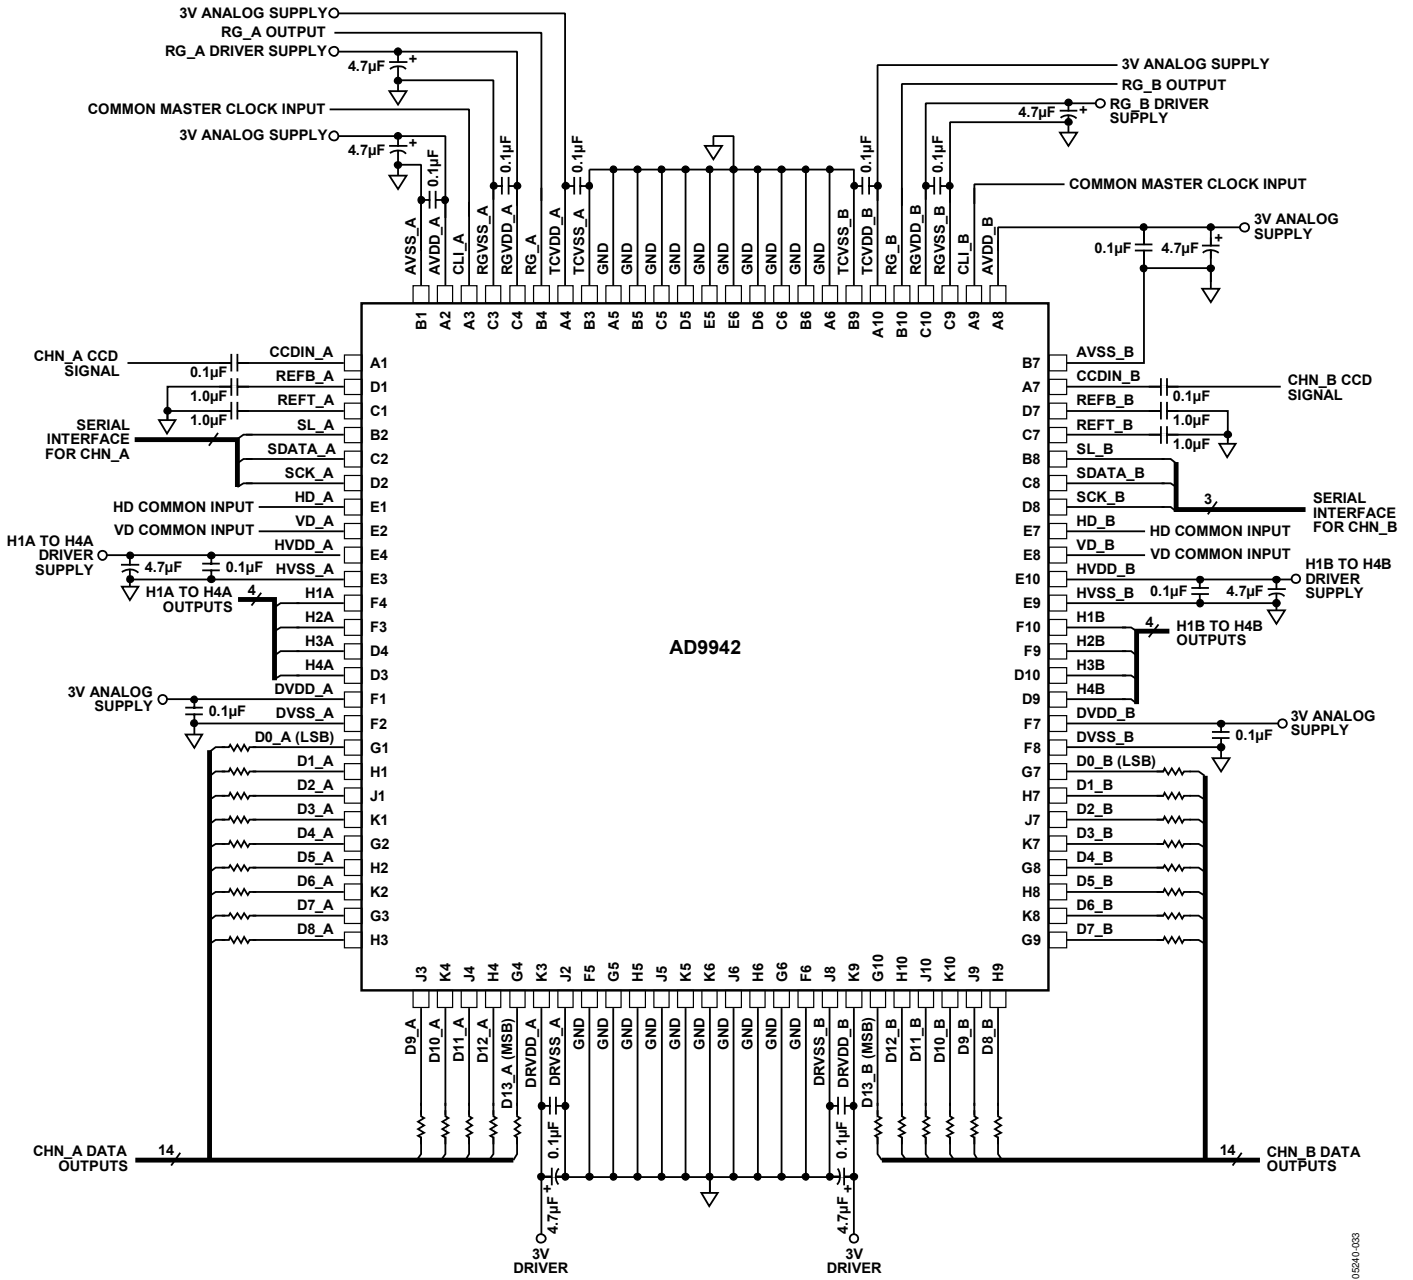 3V ANALOG SUPPLY
RG_A OUTPUT
RG_A DRIVER SUPPLY
4.7µF
+
COMMON MASTER CLOCK INPUT
3V ANALOG SUPPLY
4.7µF
+
0.1µF
0.1µF
0.1µF
3V ANALOG SUPPLY
RG_B OUTPUT
RG_B DRIVER
SUPPLY
4.7µF
+
0.1µF
0.1µF
COMMON MASTER CLOCK INPUT
3V ANALOG
SUPPLY
0.1µF
4.7µF
+
AVSS_A
AVDD_A
CLI_A
RGVSS_A
RGVDD_A
RG_A
TCVDD_A
TCVSS_A
GND
GND
GND
GND
GND
GND
GND
GND
GND
GND
TCVSS_B
TCVDD_B
RG_B
RGVDD_B
RGVSS_B
CLI_B
AVDD_B
B1
A2
A3
C3
C4
B4
A4
B3
A5
B5
C5
D5
E5
E6
D6
C6
B6
A6
B9
A10
B10
C10
C9
A9
A8
CHN_A CCD
SIGNAL
0.1µF
CCDIN_A
A1
1.0µF
REFB_A
D1
1.0µF
REFT_A
C1
SERIAL
INTERFACE
FOR CHN_A
SL_A
B2
SDATA_A
C2
SCK_A
D2
HD COMMON INPUT
HD_A
E1
VD COMMON INPUT
VD_A
E2
H1A TO H4A
DRIVER
SUPPLY
4.7µF
+
0.1µF
HVDD_A
E4
HVSS_A
E3
H1A TO H4A
OUTPUTS
4
H1A
F4
H2A
F3
H3A
D4
H4A
D3
3V ANALOG
SUPPLY
0.1µF
DVDD_A
F1
DVSS_A
F2
D0_A (LSB)
G1
D1_A
H1
D2_A
J1
D3_A
K1
D4_A
G2
D5_A
H2
D6_A
K2
D7_A
G3
D8_A
H3
AD9942
B7
AVSS_B
A7
CCDIN_B
0.1µF
CHN_B CCD
SIGNAL
D7
REFB_B
1.0µF
C7
REFT_B
1.0µF
B8
SL_B
C8
SDATA_B
D8
SCK_B
3
SERIAL
INTERFACE
FOR CHN_B
E7
HD_B
HD COMMON INPUT
E8
VD_B
VD COMMON INPUT
E10
HVDD_B
E9
HVSS_B
0.1µF
4.7µF
+
H1B TO H4B
DRIVER
SUPPLY
F10
H1B
F9
H2B
D10
H3B
D9
H4B
4
H1B TO H4B
OUTPUTS
F7
DVDD_B
F8
DVSS_B
0.1µF
3V ANALOG
SUPPLY
G7
D0_B (LSB)
H7
D1_B
J7
D2_B
K7
D3_B
G8
D4_B
H8
D5_B
K8
D6_B
G9
D7_B
J3
K4
J4
H4
G4
K3
J2
F5
G5
H5
J5
K5
K6
J6
H6
G6
F6
J8
K9
G10
H10
J10
K10
J9
H9
D9_A
D10_A
D11_A
D12_A
D13_A (MSB)
DRVDD_A
DRVSS_A
GND
GND
GND
GND
GND
GND
GND
GND
GND
GND
DRVSS_B
DRVDD_B
D13_B (MSB)
D12_B
D11_B
D10_B
D9_B
D8_B
0.1µF
0.1µF
4.7µF
+
4.7µF
+
CHN_A DATA
OUTPUTS
14
14
CHN_B DATA
OUTPUTS
3V
DRIVER
3V
DRIVER
05240-033